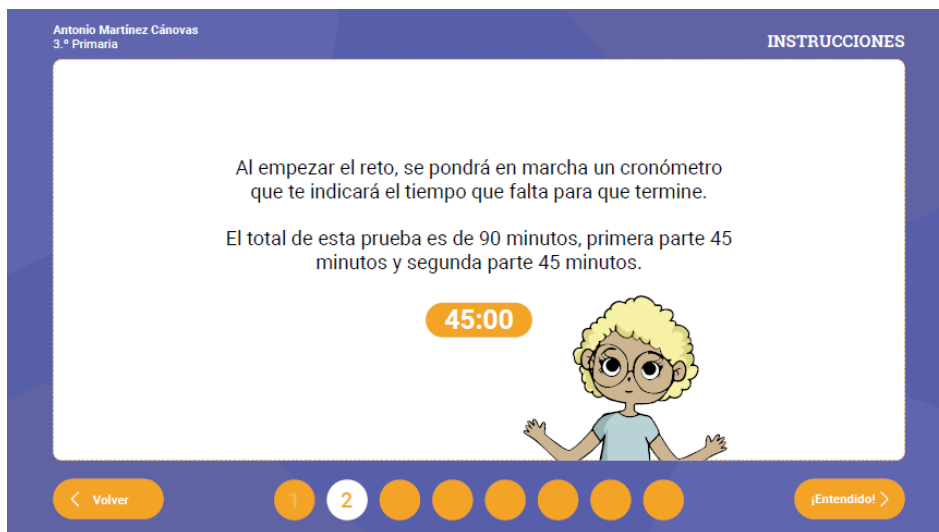 Antonio Martínez Cánovas
3.º Primaria
INSTRUCCIONES
Al empezar el reto, se pondrá en marcha un cronómetro
que te indicará el tiempo que falta para que termine.
El total de esta prueba es de 90 minutos, primera parte 45
minutos y segunda parte 45 minutos.
45:00
Volver
1
2
¡Entendido!